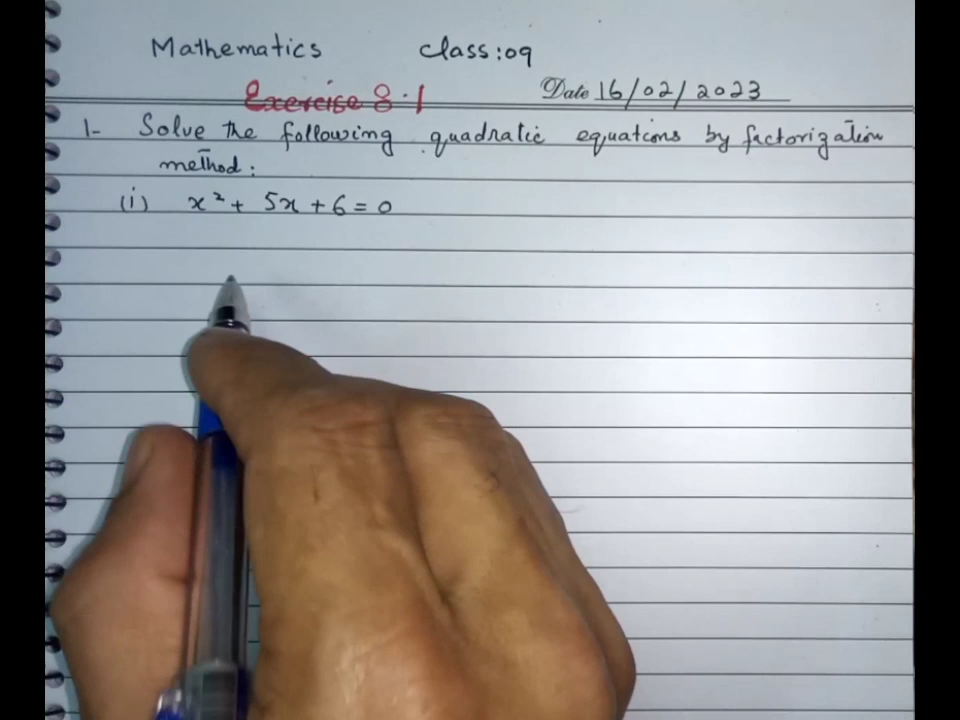 Mathematics Class:09
Exercise 8.1 Date 16/02/2023
1- Solve the following quadratic equations by factorization
method:
(i) x² + 5x + 6 = 0